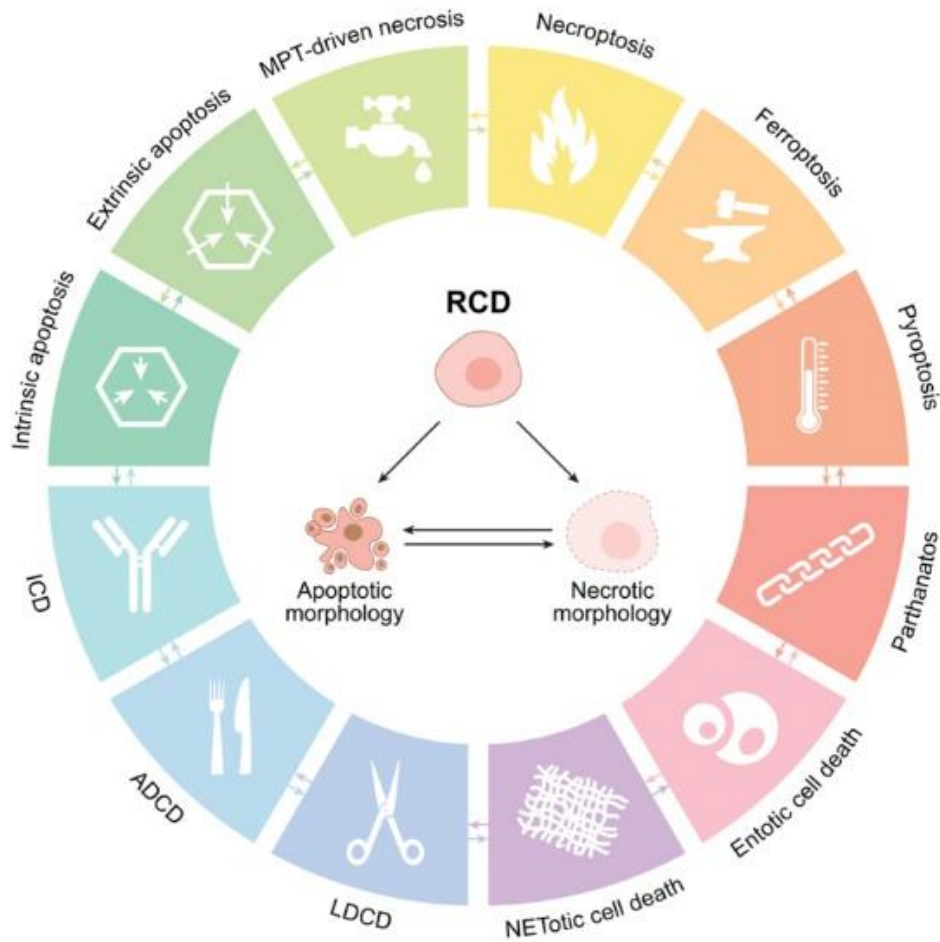 MPT-driven necrosis
Necroptosis
Ferroptosis
Pyroptosis
Parthanatos
Entotic cell death
NETotic cell death
LDCD
ADCD
ICD
Intrinsic apoptosis
Extrinsic apoptosis
RCD
Apoptotic
morphology
Necrotic
morphology